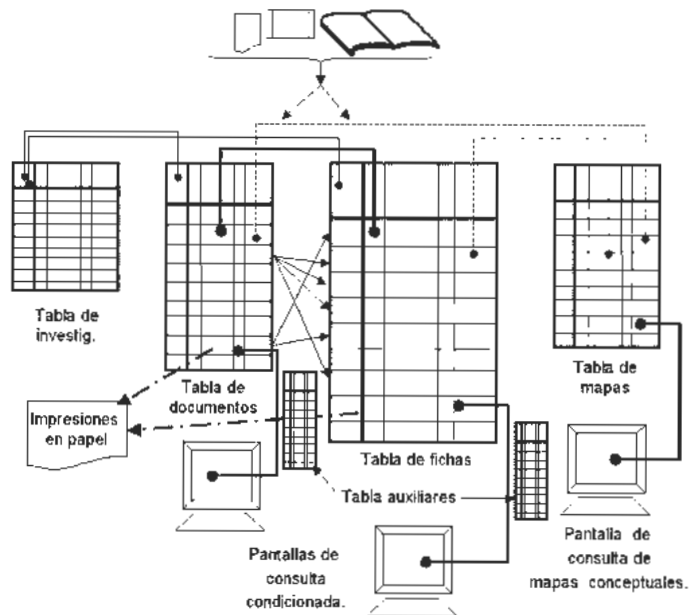 Tabla de
investig.
Tabla de
documentos
Tabla de fichas
Tabla de
mapas
Impresiones
en papel
Tabla auxiliares
Pantallas de
consulta
condicionada.
Pantalla de
consulta de
mapas conceptuales.